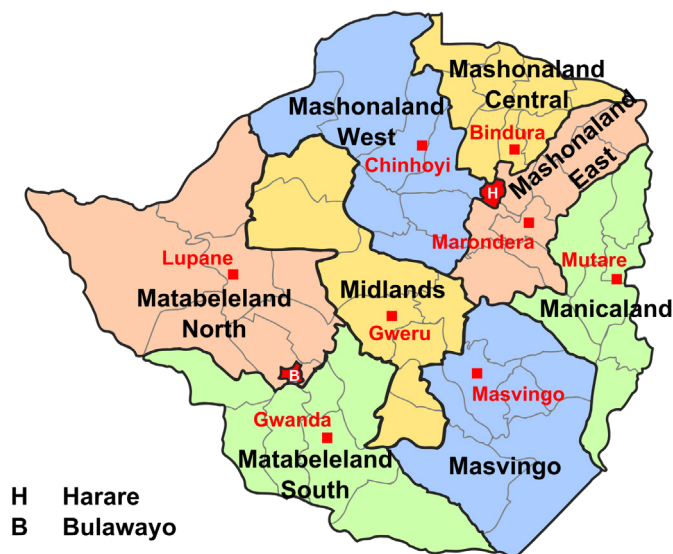 Mashonaland
Central
Mashonaland
West
Bindura
Chinhoyi
Mashonaland
East
H
Marondera
Lupane
Mutare
Matabeleland
North
Midlands
Manicaland
Gweru
B
Masvingo
Gwanda
Matabeleland
South
Masvingo
H Harare
B Bulawayo